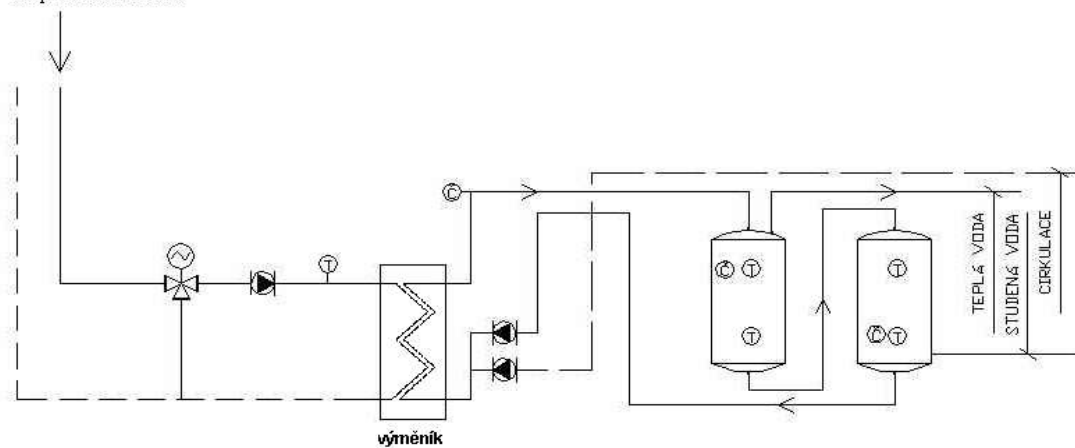 Č
T
T
T
T
T
Č
Č
TEPLÁ VODA
STUDENÁ VODA
CIRKULACE
výměník